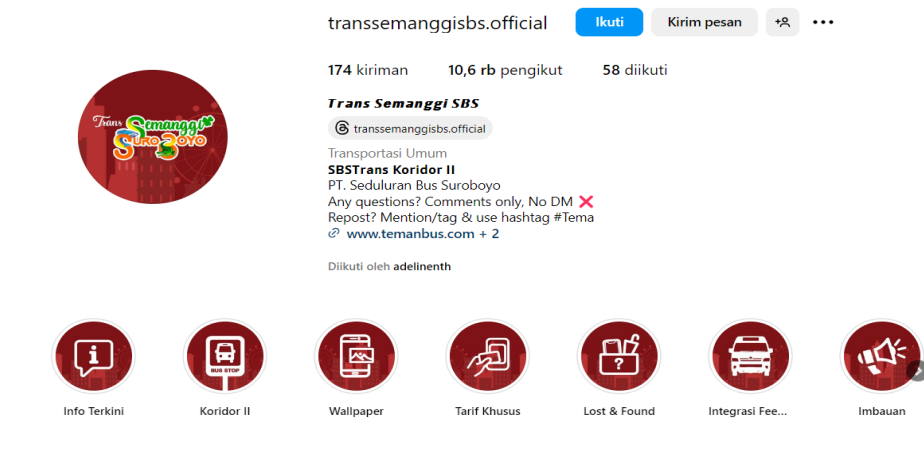 transsemanggisbs.official Ikuti Kirim pesan
174 kiriman 10,6 rb pengikut 58 diikuti
Trans Semanggi SBS
transsemanggisbs.official
Transportasi Umum
SBSTrans Koridor II
PT. Seduluran Bus Suroboyo
Any questions? Comments only, No DM ❌
Repost? Mention/tag & use hashtag #Tema
www.temanbus.com + 2
Diikuti oleh adelinenth
Trans Semanggi
SUROBOYO
BUS STOP
Info Terkini Koridor II Wallpaper Tarif Khusus Lost & Found Integrasi Fee... Imbauan